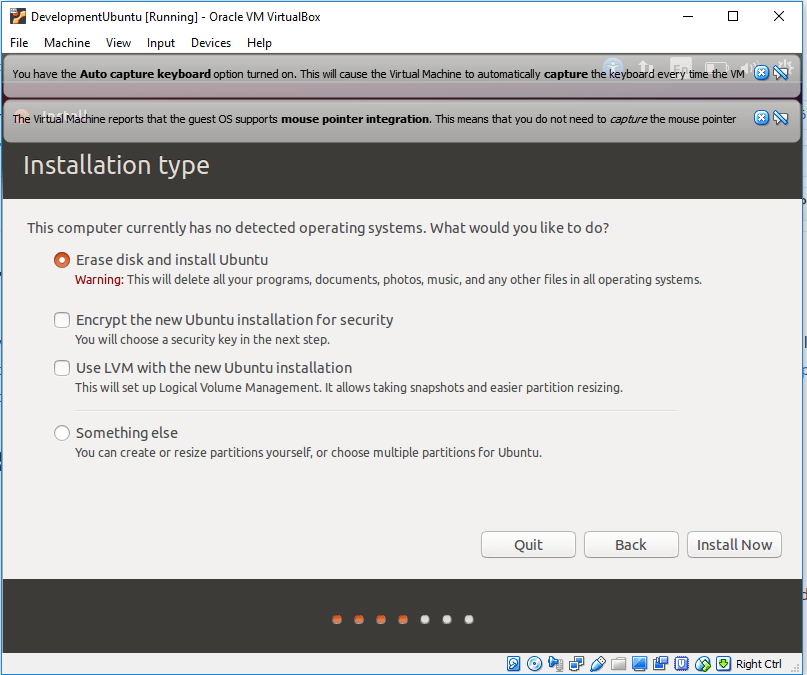 DevelopmentUbuntu [Running] - Oracle VM VirtualBox
File Machine View Input Devices Help
You have the Auto capture keyboard option turned on. This will cause the Virtual Machine to automatically capture the keyboard every time the VM
Install
The Virtual Machine reports that the guest OS supports mouse pointer integration. This means that you do not need to capture the mouse pointer
Installation type
This computer currently has no detected operating systems. What would you like to do?
Erase disk and install Ubuntu
Warning: This will delete all your programs, documents, photos, music, and any other files in all operating systems.
Encrypt the new Ubuntu installation for security
You will choose a security key in the next step.
Use LVM with the new Ubuntu installation
This will set up Logical Volume Management. It allows taking snapshots and easier partition resizing.
Something else
You can create or resize partitions yourself, or choose multiple partitions for Ubuntu.
Quit Back Install Now
Right Ctrl